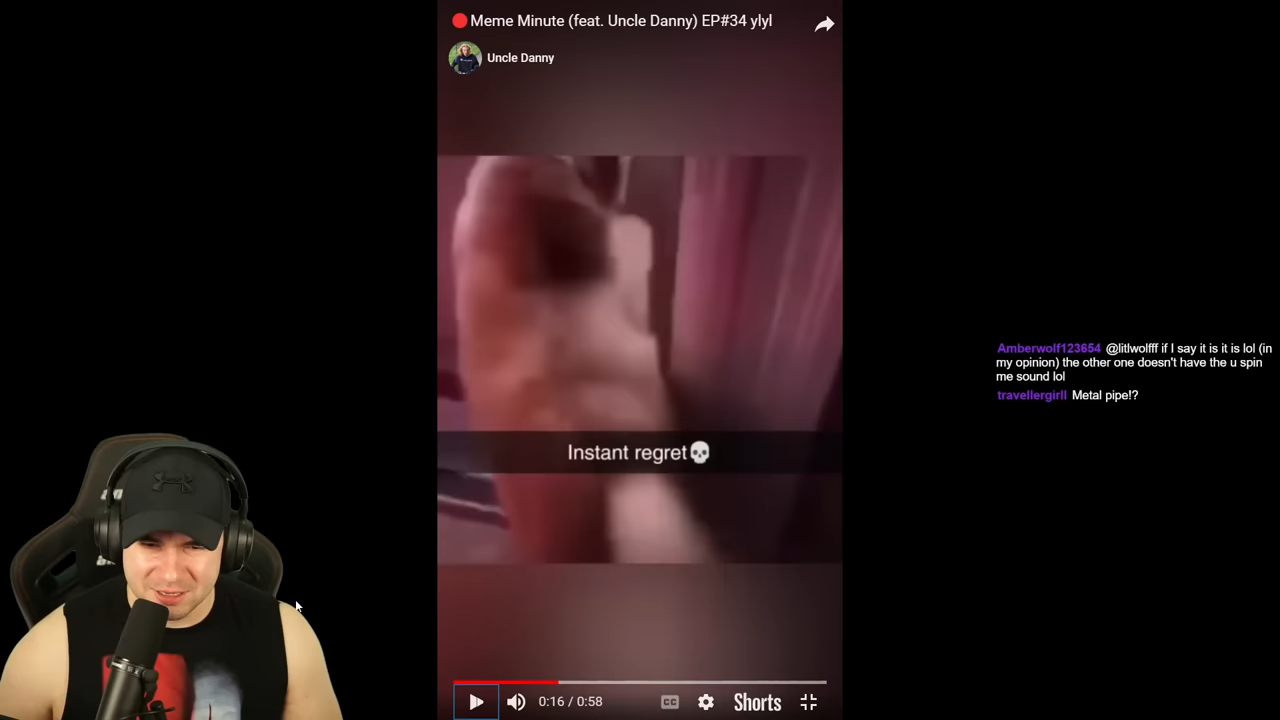 🔴Meme Minute (feat. Uncle Danny) EP#34 ylyl
Uncle Danny
Instant regret💀
Amberwolf123654 @litlwolfff if I say it is it is lol (in
my opinion) the other one doesn't have the u spin
me sound lol
travellergirll Metal pipe!?
0:16 / 0:58
CC
Shorts